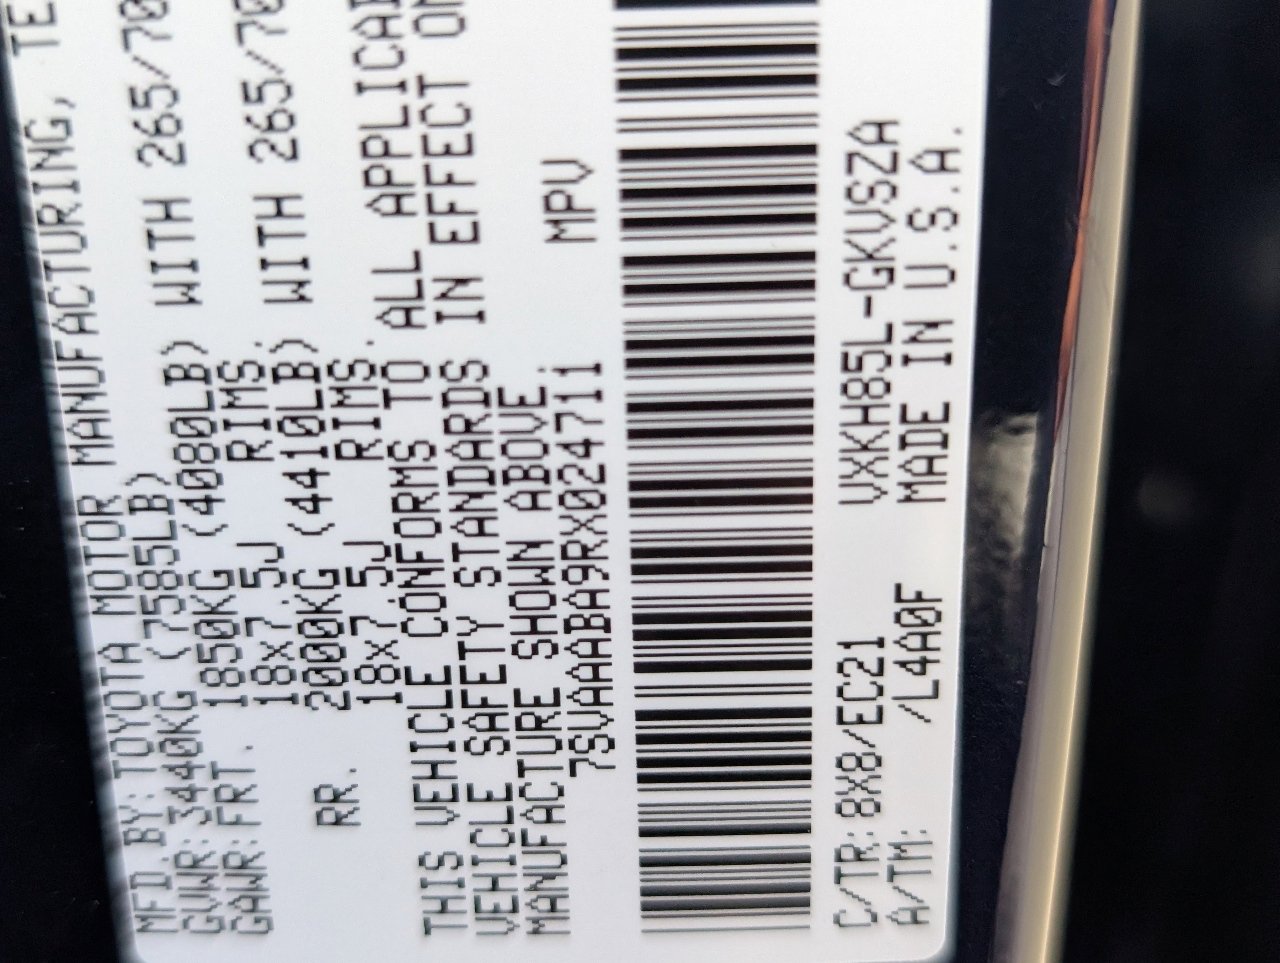 MFD.BY: TOYOTA MOTOR MANUFACTURING, TE
GVWR: 3440KG (7585LB)
GAWR: FRT. 1850KG (4080LB) WITH 265/70
18x7.5J RIMS.
RR. 2000KG (4410LB) WITH 265/70
18x7.5J RIMS.
THIS VEHICLE CONFORMS TO ALL APPLICAB
VEHICLE SAFETY STANDARDS IN EFFECT ON
MANUFACTURE SHOWN ABOVE.
7SVAAABA9RX024711 MPV
C/TR: 8X8/EC21 VXKH85L-GKVSZA
A/TM: /L4A0F MADE IN U.S.A.